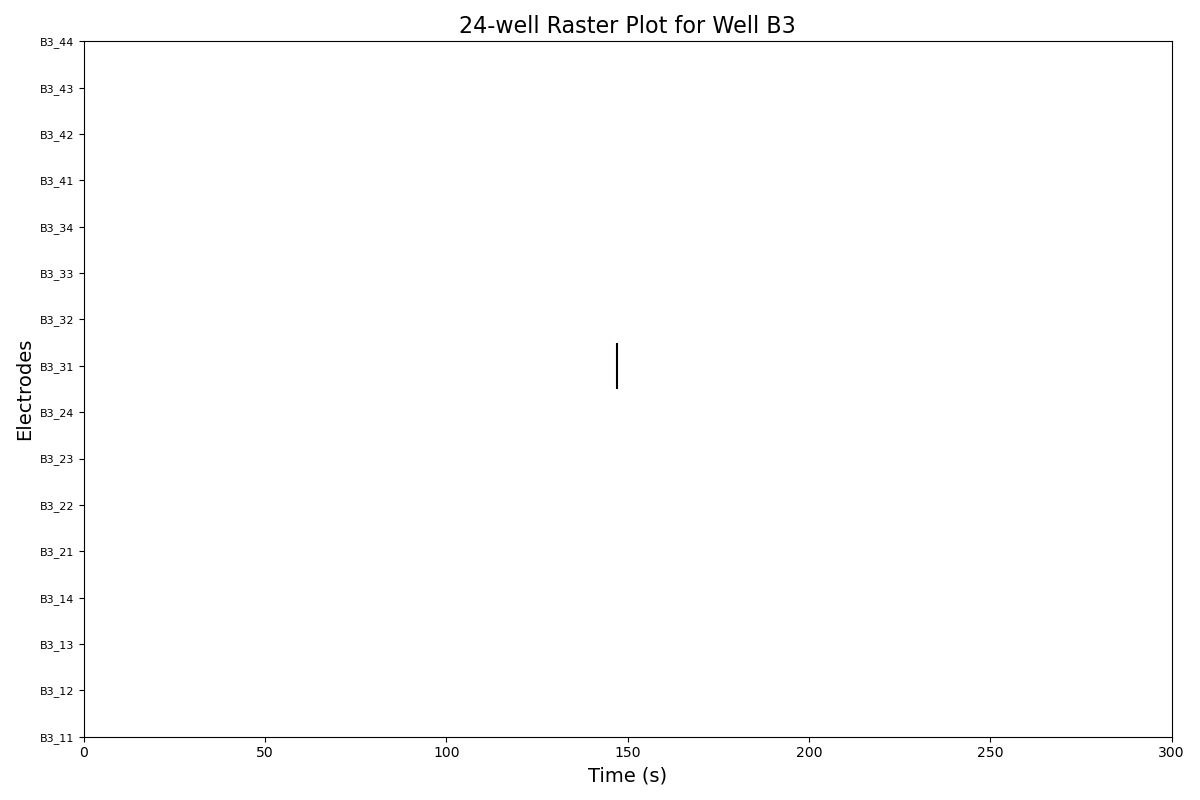 24-well Raster Plot for Well B3
B3_44
B3_43
B3_42
B3_41
B3_34
B3_33
B3_32
B3_31
B3_24
B3_23
B3_22
B3_21
B3_14
B3_13
B3_12
B3_11
Electrodes
0 50 100 150 200 250 300
Time (s)